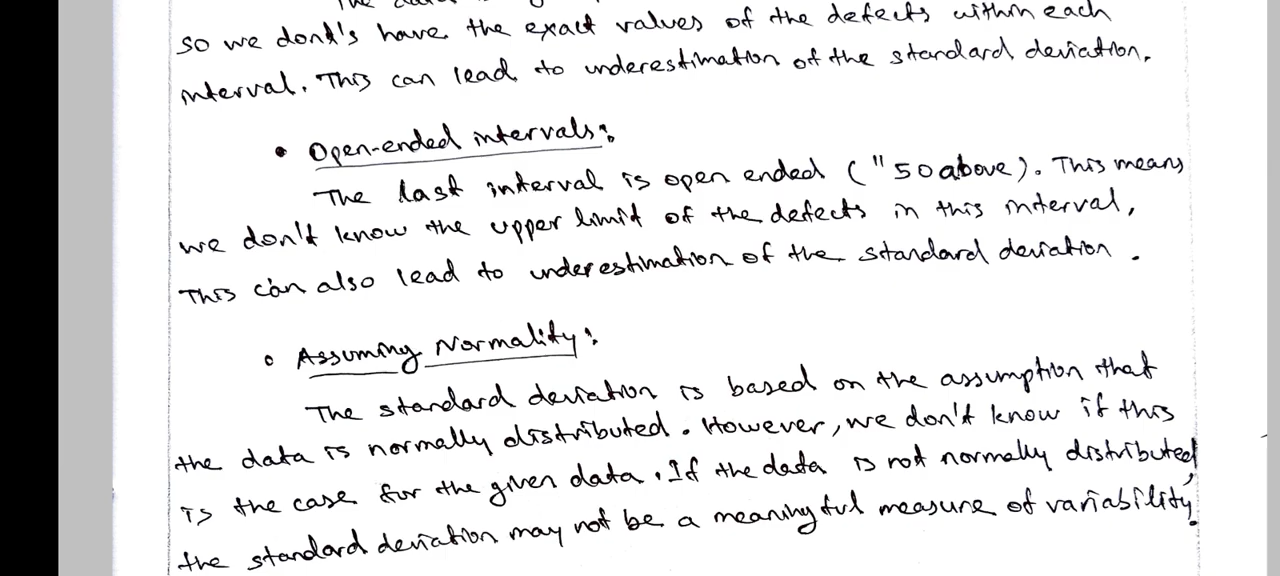 so we dont's have the exact values of the defects within each
interval. This can lead to underestimation of the standard deviation.
• Open-ended intervals:
The last interval is open ended ("50 above). This means
we don't know the upper limit of the defects in this interval,
This can also lead to underestimation of the standard deviation.
• Assuming Normality:
The standard deviation is based on the assumption that
the data is normally distributed. However, we don't know if this
is the case for the given data. If the data is not normally distributed,
the standard deviation may not be a meaningful measure of variability.